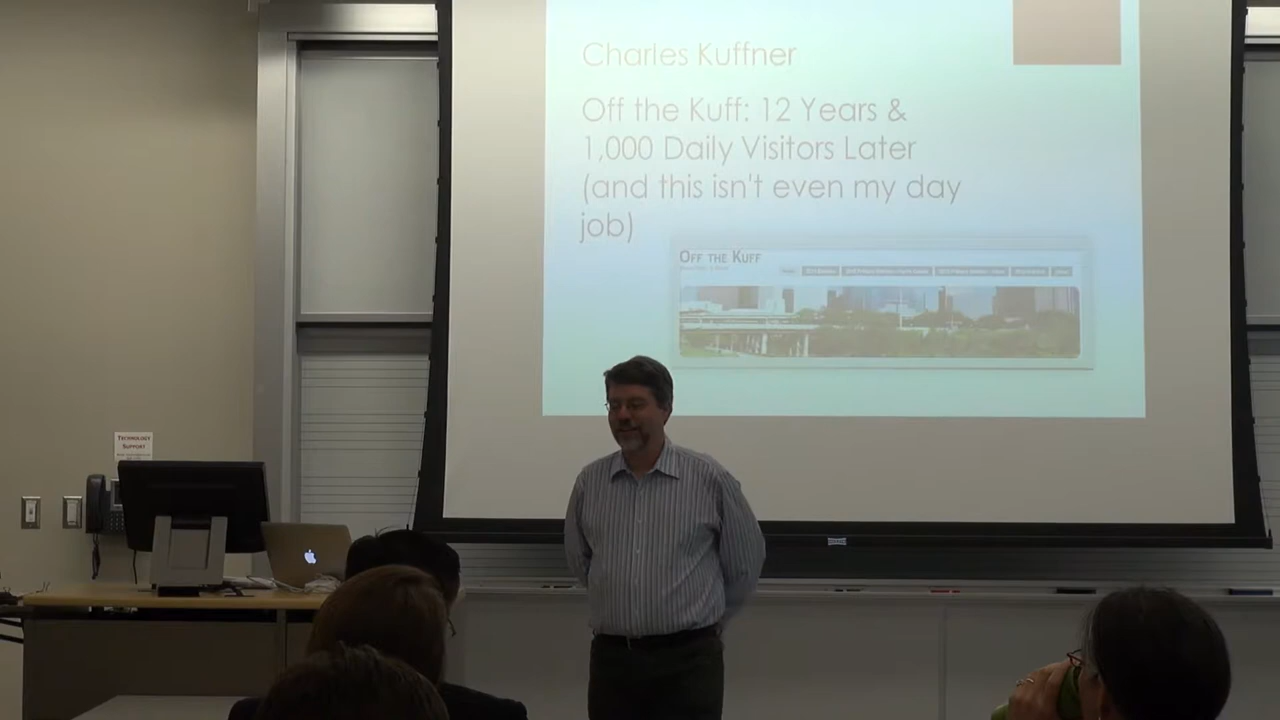 Charles Kuffner
Off the Kuff: 12 Years &
1,000 Daily Visitors Later
(and this isn't even my day
job)
OFF THE KUFF
TECHNOLOGY
SUPPORT